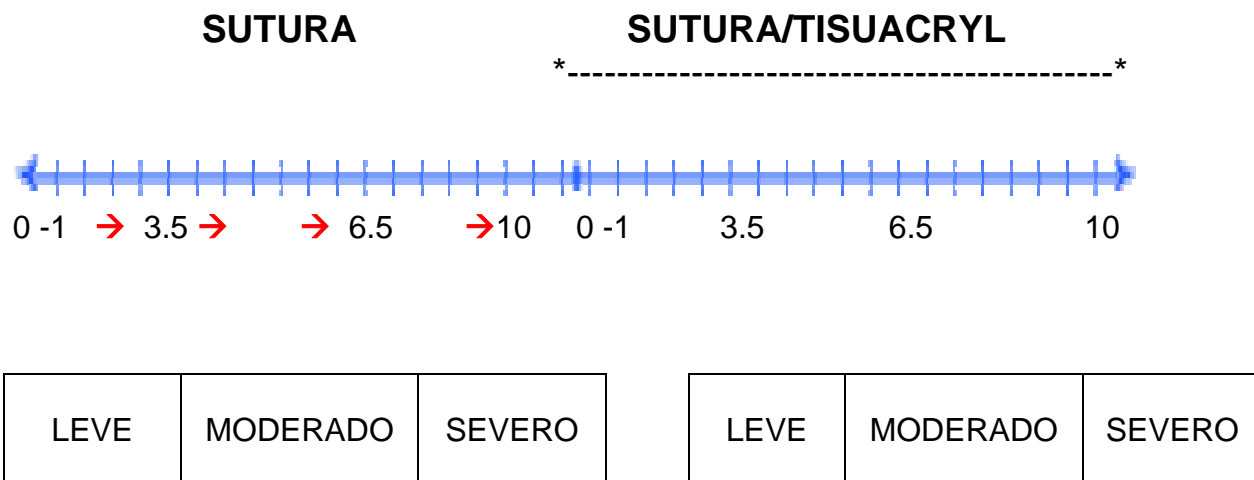 SUTURA SUTURA/TISUACRYL
*--------------------------------------------*
0 -1 → 3.5 → → 6.5 →10 0 -1 3.5 6.5 10
LEVE MODERADO SEVERO LEVE MODERADO SEVERO